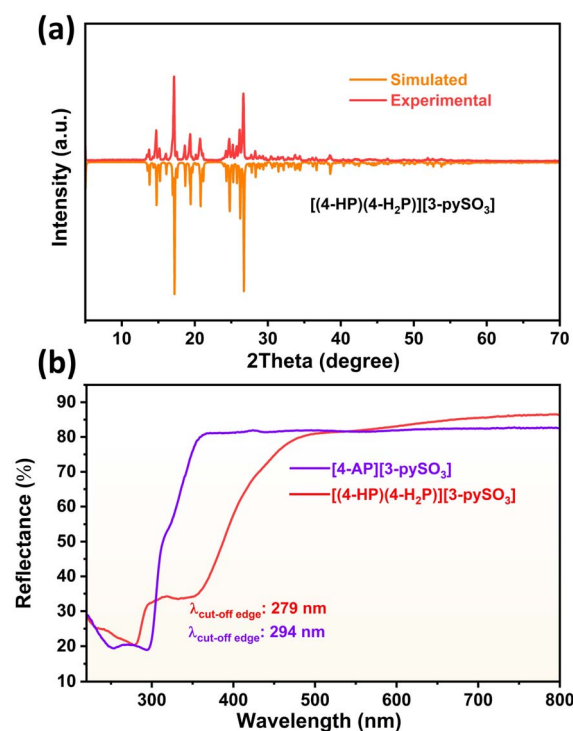 (a)
Intensity (a.u.)
Simulated
Experimental
[(4-HP)(4-H₂P)][3-pySO₃]
10 20 30 40 50 60 70
2Theta (degree)
(b)
Reflectance (%)
90
80
70
60
50
40
30
20
10
[4-AP][3-pySO₃]
[(4-HP)(4-H₂P)][3-pySO₃]
λcut-off edge: 279 nm
λcut-off edge: 294 nm
300 400 500 600 700 800
Wavelength (nm)